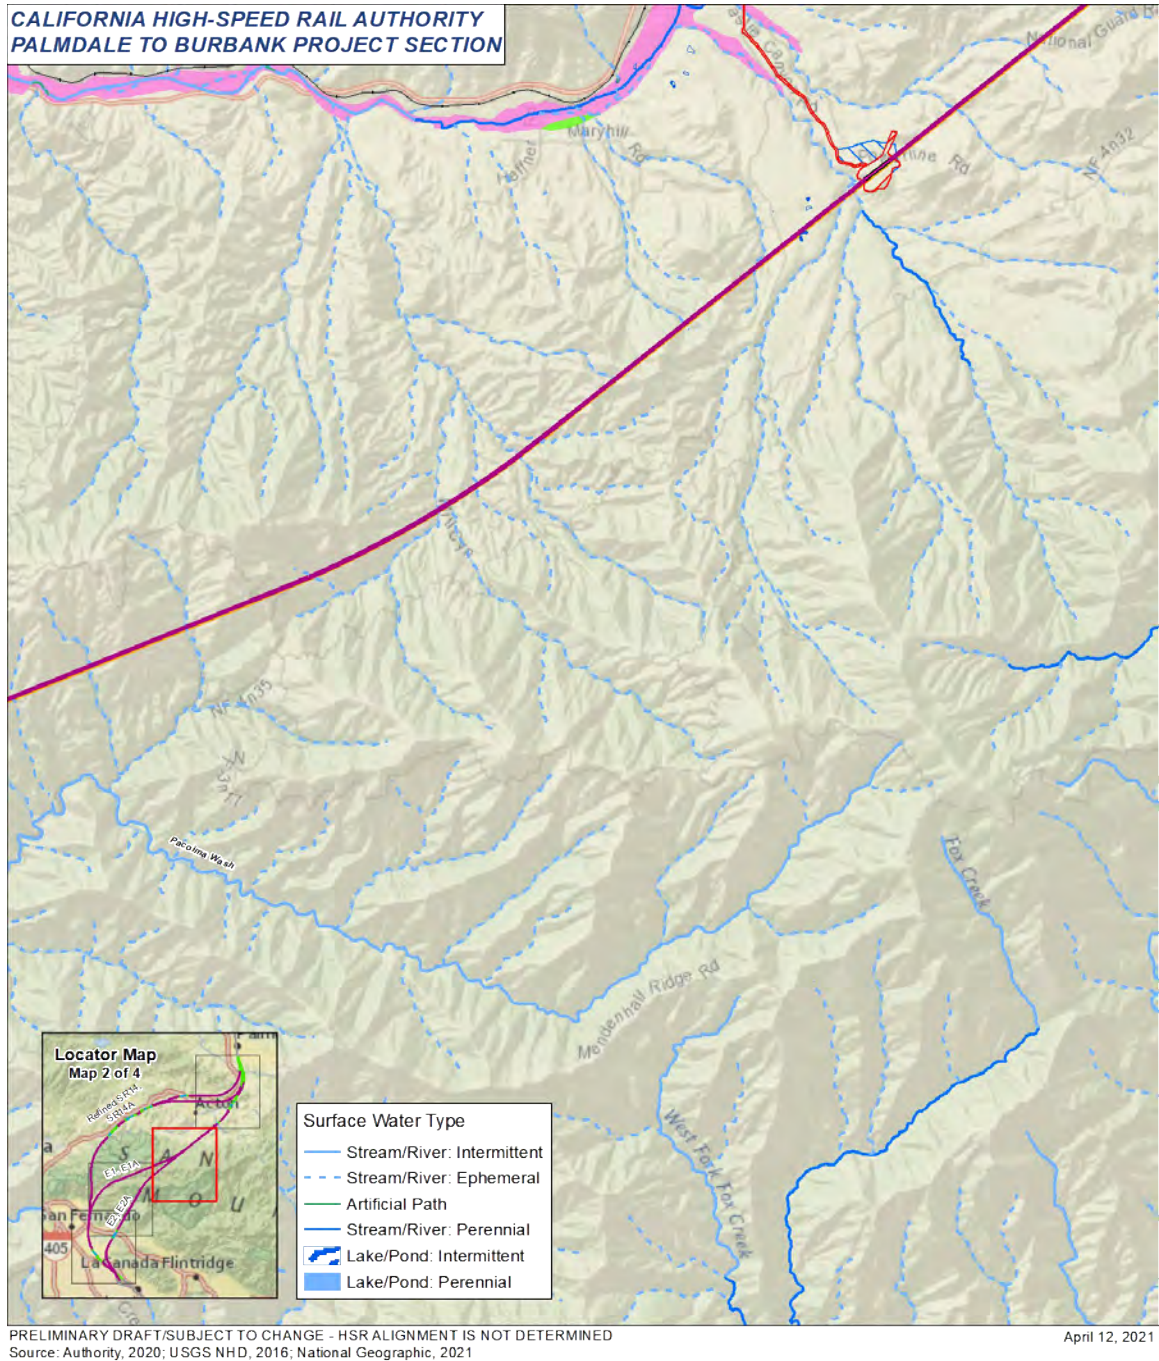 CALIFORNIA HIGH-SPEED RAIL AUTHORITY
PALMDALE TO BURBANK PROJECT SECTION
National Guard
Maryhill
Rd
Rd
Rd
NF 4n32
NF 4n35
Pacoima Wash
Fox Creek
Mendenhall Ridge Rd
West Fork Fox Creek
Locator Map
Map 2 of 4
Refined SR14,
SR14A
Acton
E1, E1A
E2, E2A
S A N
M O U
San Fernando
405
La Canada Flintridge
Surface Water Type
Stream/River: Intermittent
Stream/River: Ephemeral
Artificial Path
Stream/River: Perennial
Lake/Pond: Intermittent
Lake/Pond: Perennial
PRELIMINARY DRAFT/SUBJECT TO CHANGE - HSR ALIGNMENT IS NOT DETERMINED
April 12, 2021
Source: Authority, 2020; USGS NHD, 2016; National Geographic, 2021